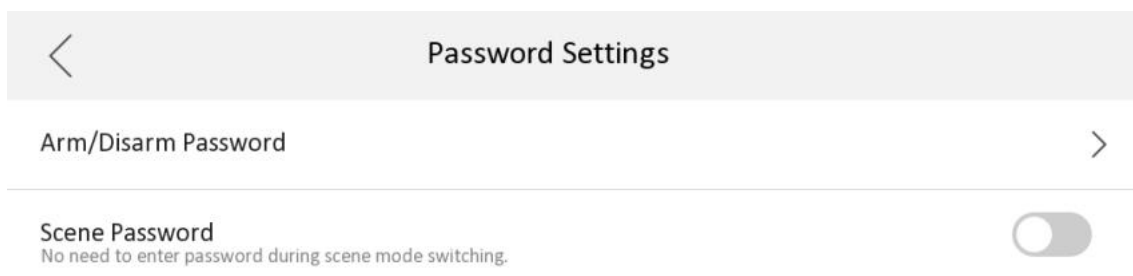 Password Settings
Arm/Disarm Password
Scene Password
No need to enter password during scene mode switching.